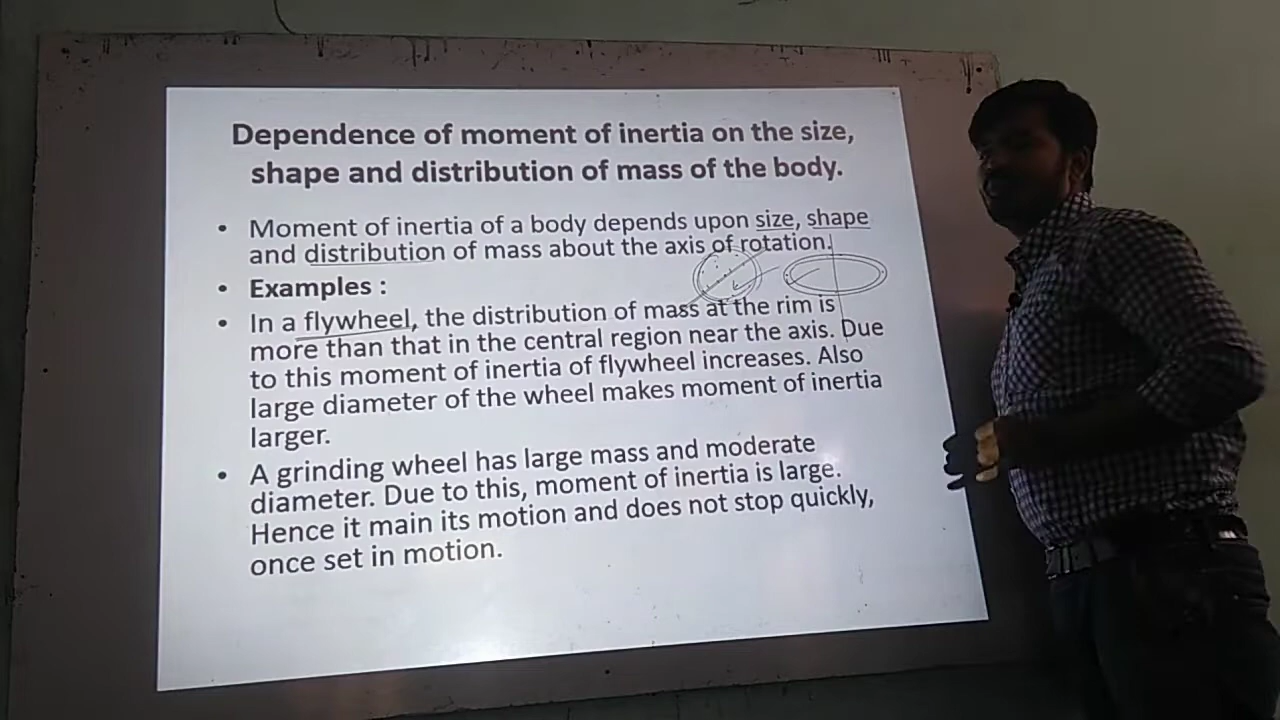 Dependence of moment of inertia on the size,
shape and distribution of mass of the body.
• Moment of inertia of a body depends upon size, shape
and distribution of mass about the axis of rotation.
• Examples :
• In a flywheel, the distribution of mass at the rim is
more than that in the central region near the axis. Due
to this moment of inertia of flywheel increases. Also
large diameter of the wheel makes moment of inertia
larger.
• A grinding wheel has large mass and moderate
diameter. Due to this, moment of inertia is large.
Hence it main its motion and does not stop quickly,
once set in motion.